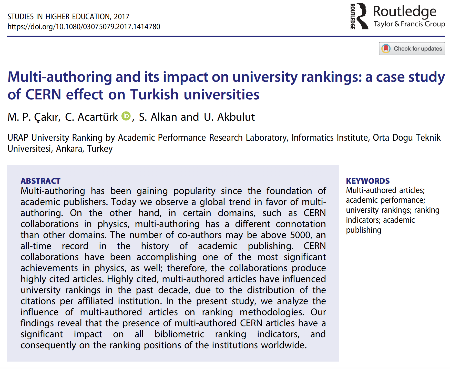 STUDIES IN HIGHER EDUCATION, 2017
https://doi.org/10.1080/03075079.2017.1414780
ROUTLEDGE
Routledge
Taylor & Francis Group
Check for updates
Multi-authoring and its impact on university rankings: a case study
of CERN effect on Turkish universities
M. P. Çakır, C. Acartürk iD, S. Alkan and U. Akbulut
URAP University Ranking by Academic Performance Research Laboratory, Informatics Institute, Orta Dogu Teknik
Universitesi, Ankara, Turkey
ABSTRACT
Multi-authoring has been gaining popularity since the foundation of
academic publishers. Today we observe a global trend in favor of multi-
authoring. On the other hand, in certain domains, such as CERN
collaborations in physics, multi-authoring has a different connotation
than other domains. The number of co-authors may be above 5000, an
all-time record in the history of academic publishing. CERN
collaborations have been accomplishing one of the most significant
achievements in physics, as well; therefore, the collaborations produce
highly cited articles. Highly cited, multi-authored articles have influenced
university rankings in the past decade, due to the distribution of the
citations per affiliated institution. In the present study, we analyze the
influence of multi-authored articles on ranking methodologies. Our
findings reveal that the presence of multi-authored CERN articles have a
significant impact on all bibliometric ranking indicators, and
consequently on the ranking positions of the institutions worldwide.
KEYWORDS
Multi-authored articles;
academic performance;
university rankings; ranking
indicators; academic
publishing